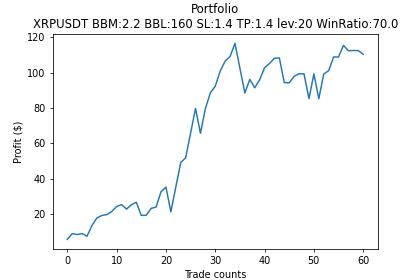 Portfolio
XRPUSDT BBM:2.2 BBL:160 SL:1.4 TP:1.4 lev:20 WinRatio:70.0
120
100
80
60
40
20
Profit ($)
0 10 20 30 40 50 60
Trade counts